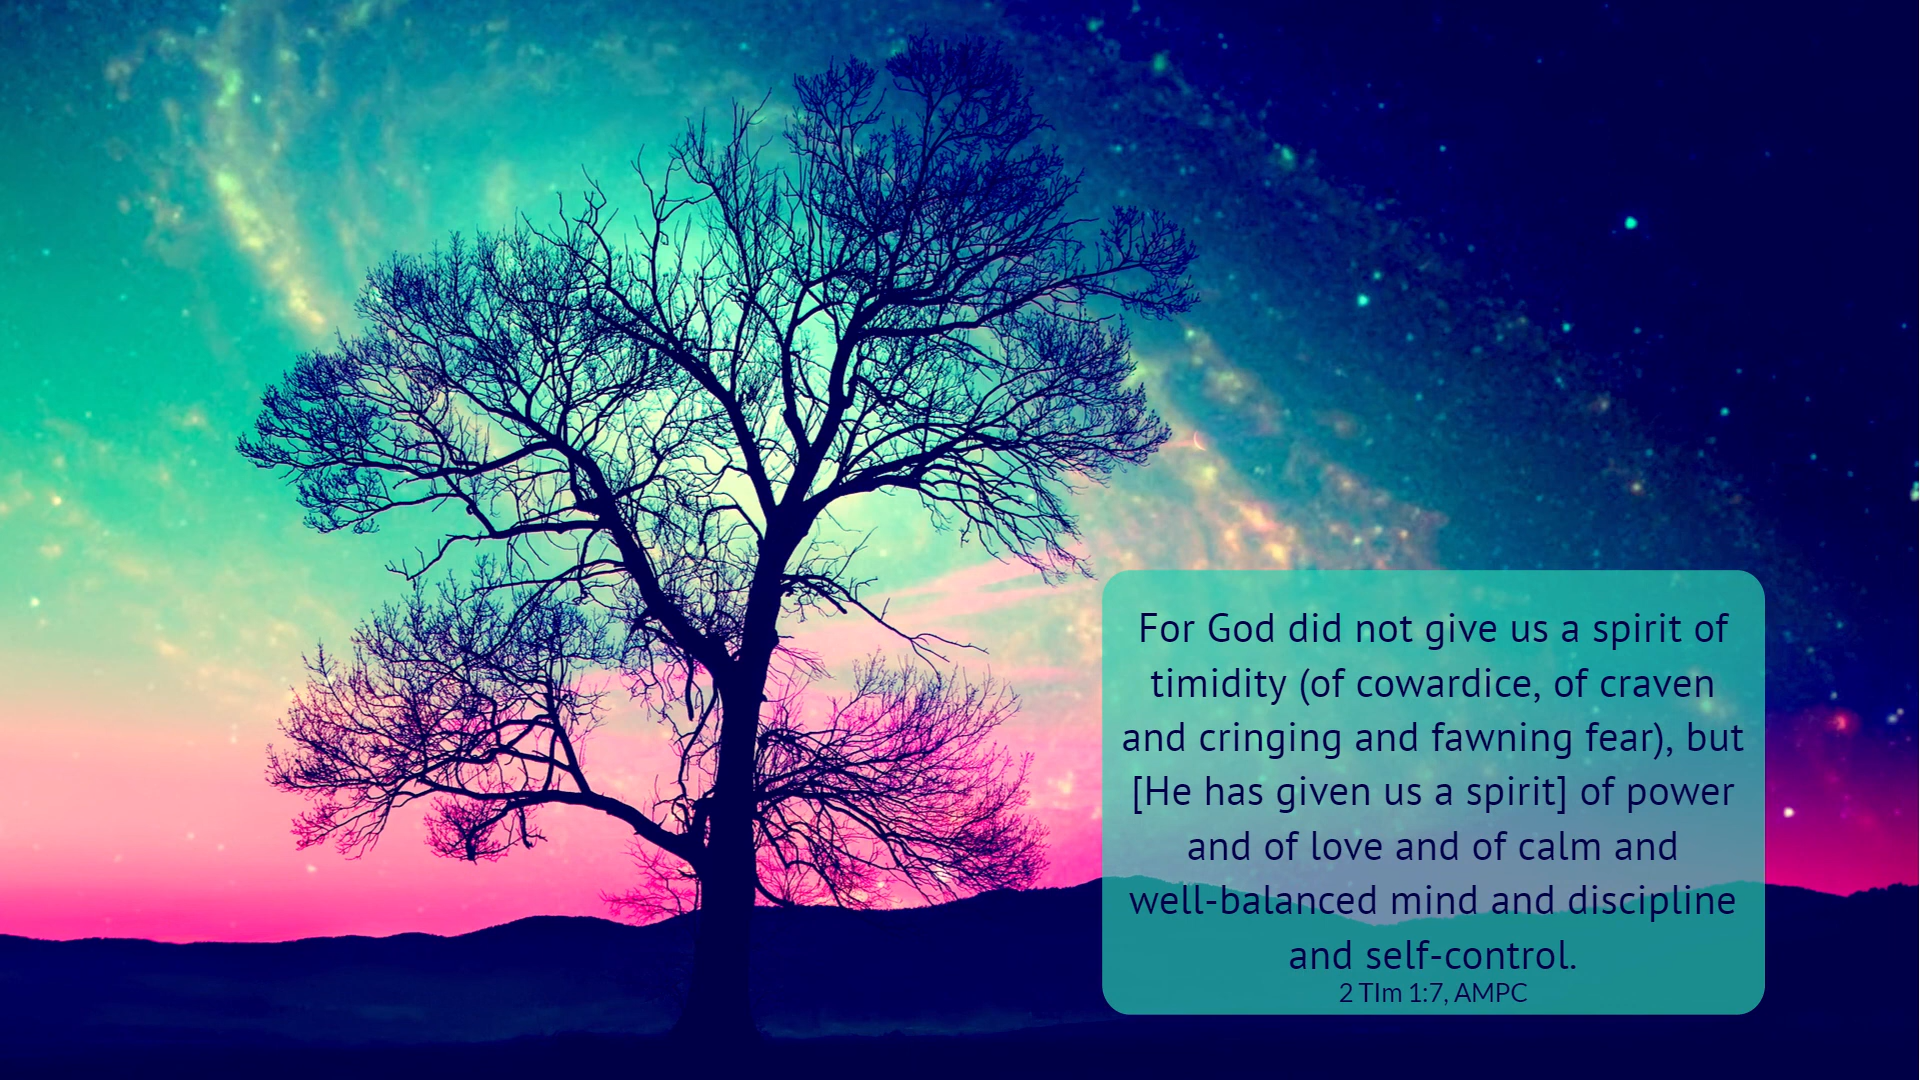 For God did not give us a spirit of
timidity (of cowardice, of craven
and cringing and fawning fear), but
[He has given us a spirit] of power
and of love and of calm and
well-balanced mind and discipline
and self-control.
2 TIm 1:7, AMPC